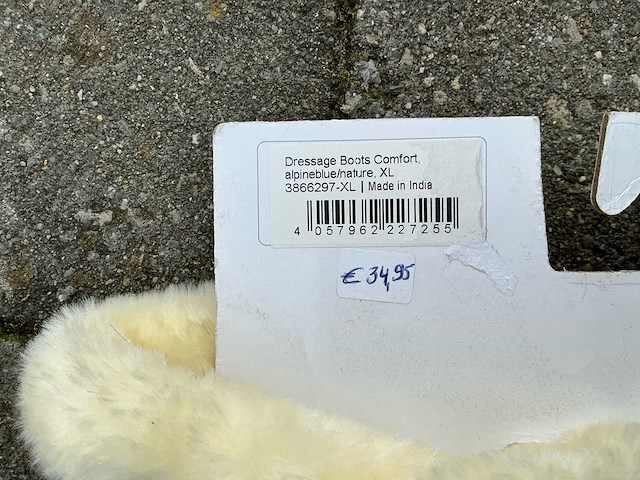 Dressage Boots Comfort,
alpineblue/nature, XL
3866297-XL | Made in India
4 057962 227255
€ 34,95